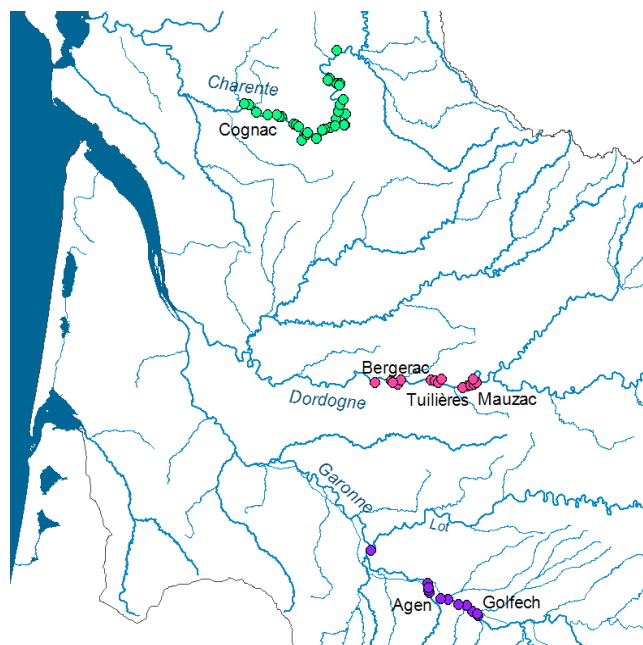 Charente
Cognac
Bergerac
Dordogne
Tuilières
Mauzac
Garonne
Lot
Agen
Golfech